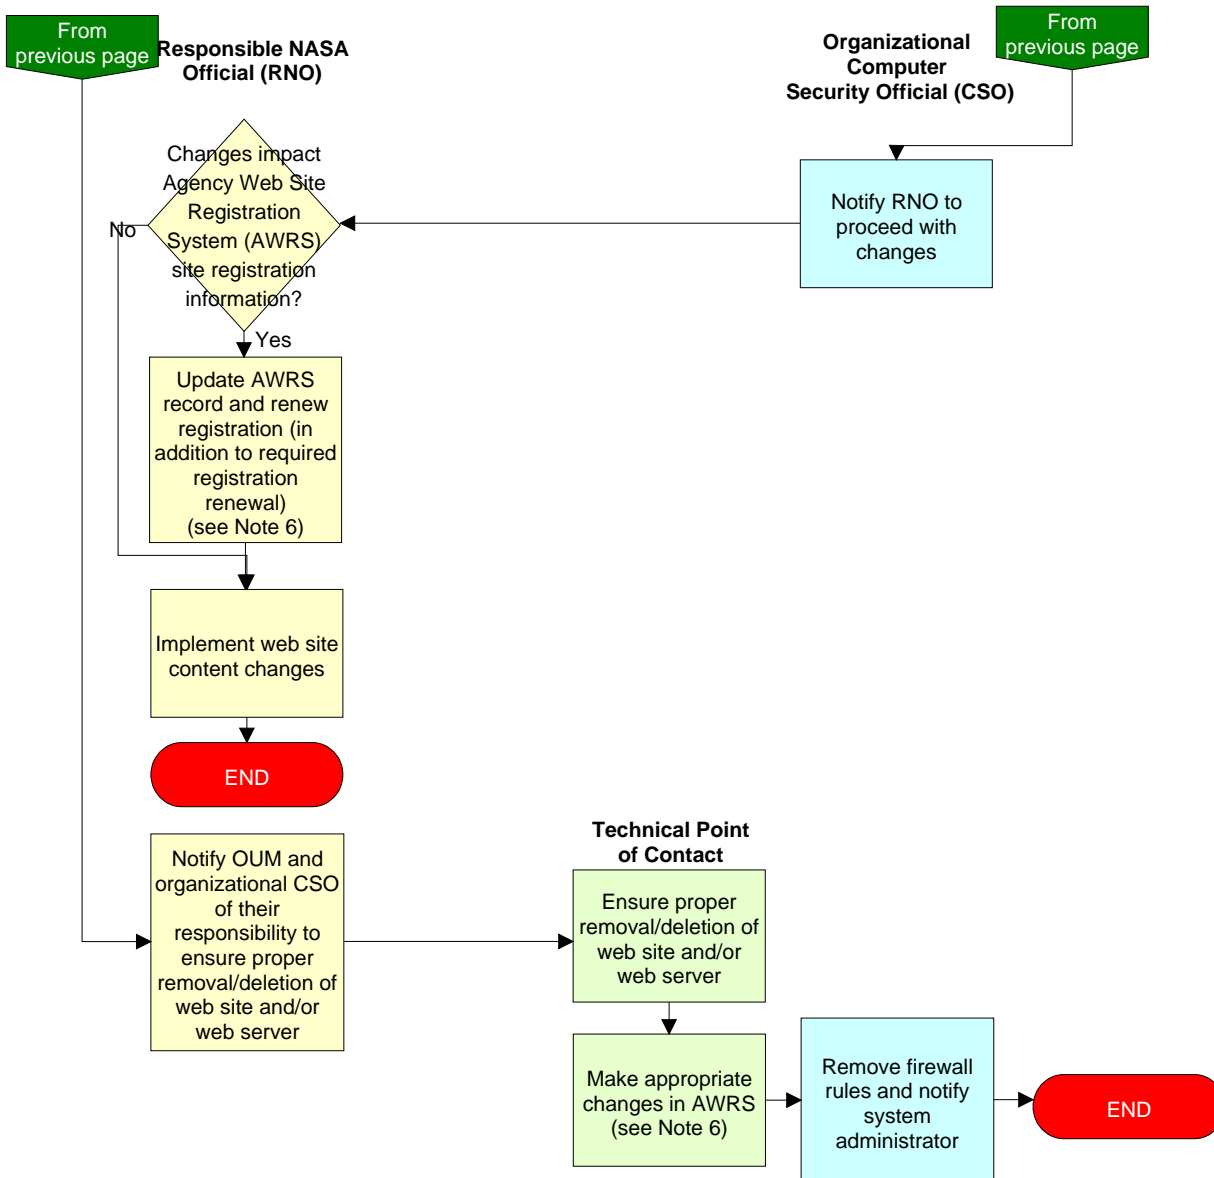 From
previous page
Responsible NASA
Official (RNO)
Organizational
Computer
Security Official (CSO)
From
previous page
Changes impact
Agency Web Site
Registration
System (AWRS)
site registration
information?
No
Notify RNO to
proceed with
changes
Yes
Update AWRS
record and renew
registration (in
addition to required
registration
renewal)
(see Note 6)
Implement web site
content changes
END
Notify OUM and
organizational CSO
of their
responsibility to
ensure proper
removal/deletion of
web site and/or
web server
Technical Point
of Contact
Ensure proper
removal/deletion of
web site and/or
web server
Make appropriate
changes in AWRS
(see Note 6)
Remove firewall
rules and notify
system
administrator
END